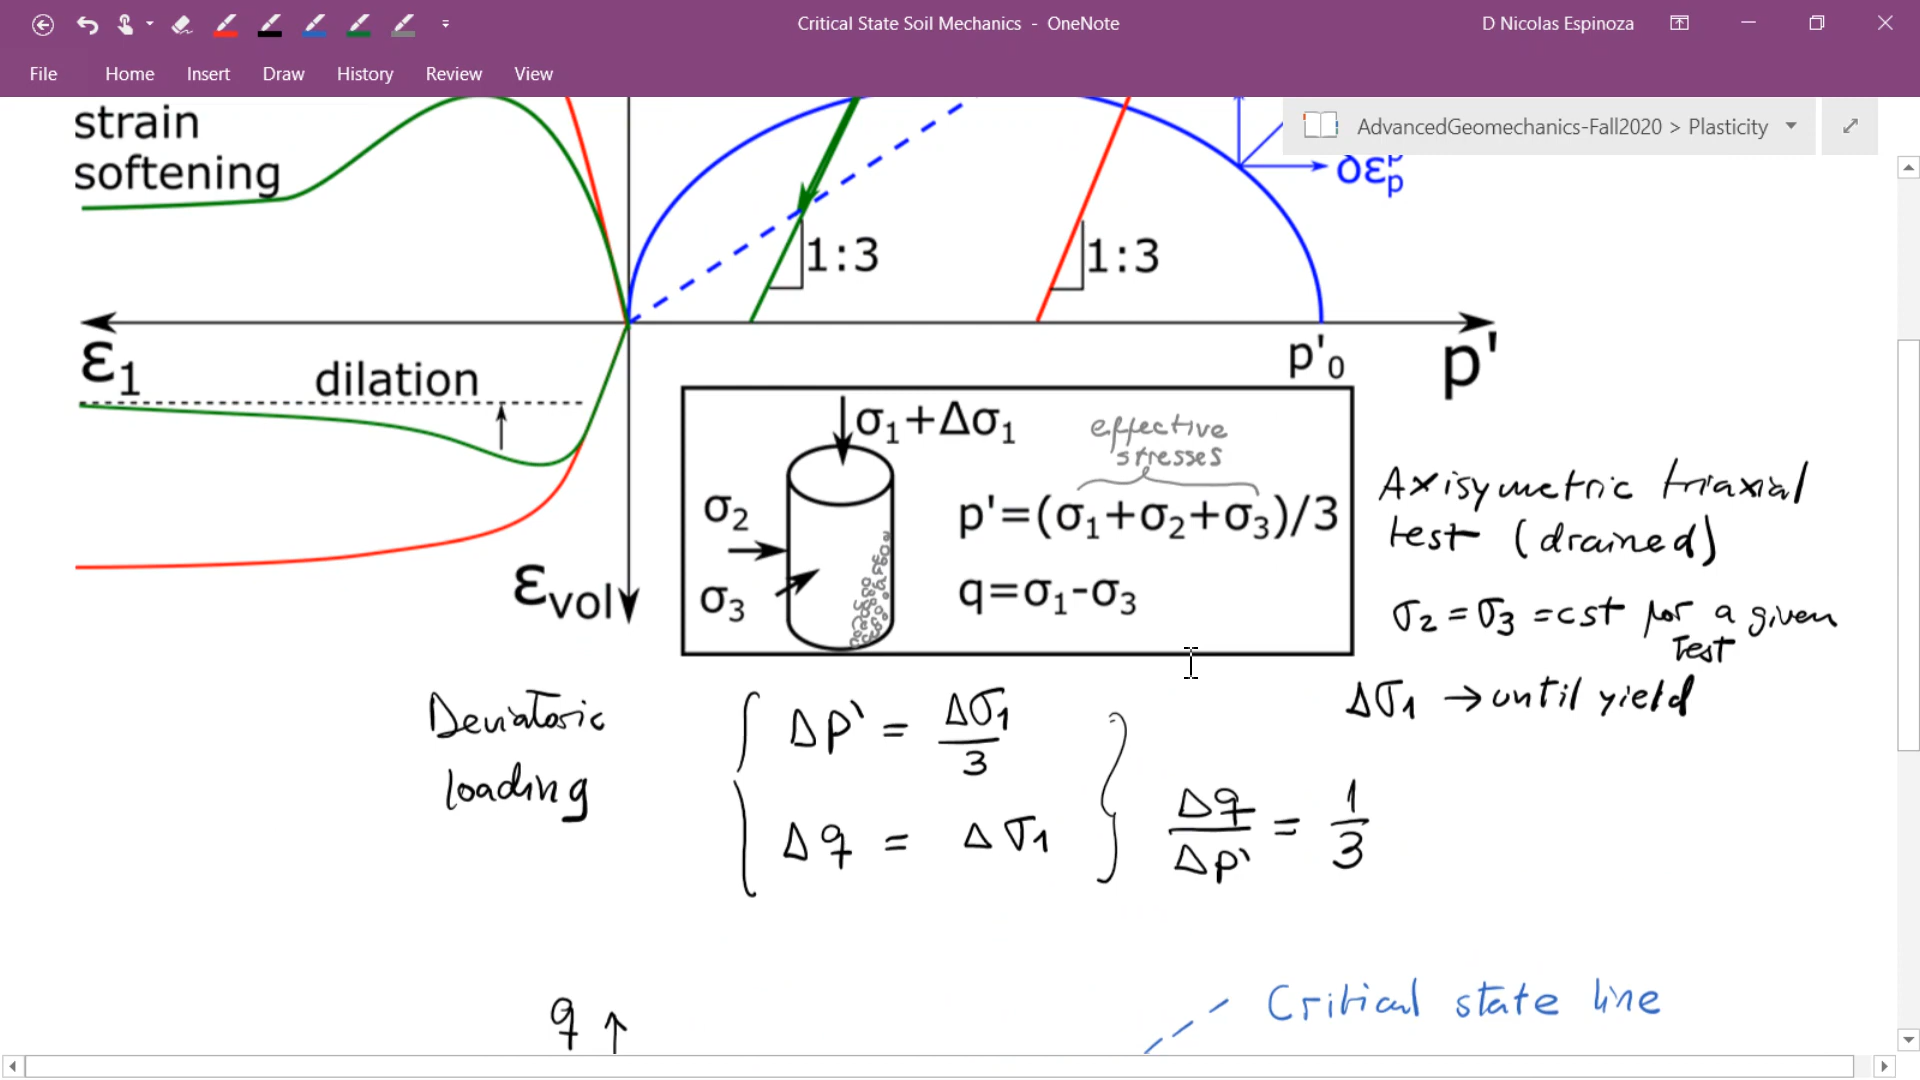 Critical State Soil Mechanics - OneNote
D Nicolas Espinoza
File Home Insert Draw History Review View
AdvancedGeomechanics-Fall2020 > Plasticity
strain
softening
δεₚᵖ
1:3
1:3
ε₁
dilation
p'₀
p'
σ₁+Δσ₁
effective
stresses
σ₂
p'=(σ₁+σ₂+σ₃)/3
σ₃
q=σ₁-σ₃
εvol
Axisymetric triaxial
test (drained)
σ₂ = σ₃ = cst for a given
Test
Δσ₁ → until yield
Deviatoric
loading
Δp' = Δσ₁/3
Δq = Δσ₁
Δq/Δp' = 1/3
Critical state line
q